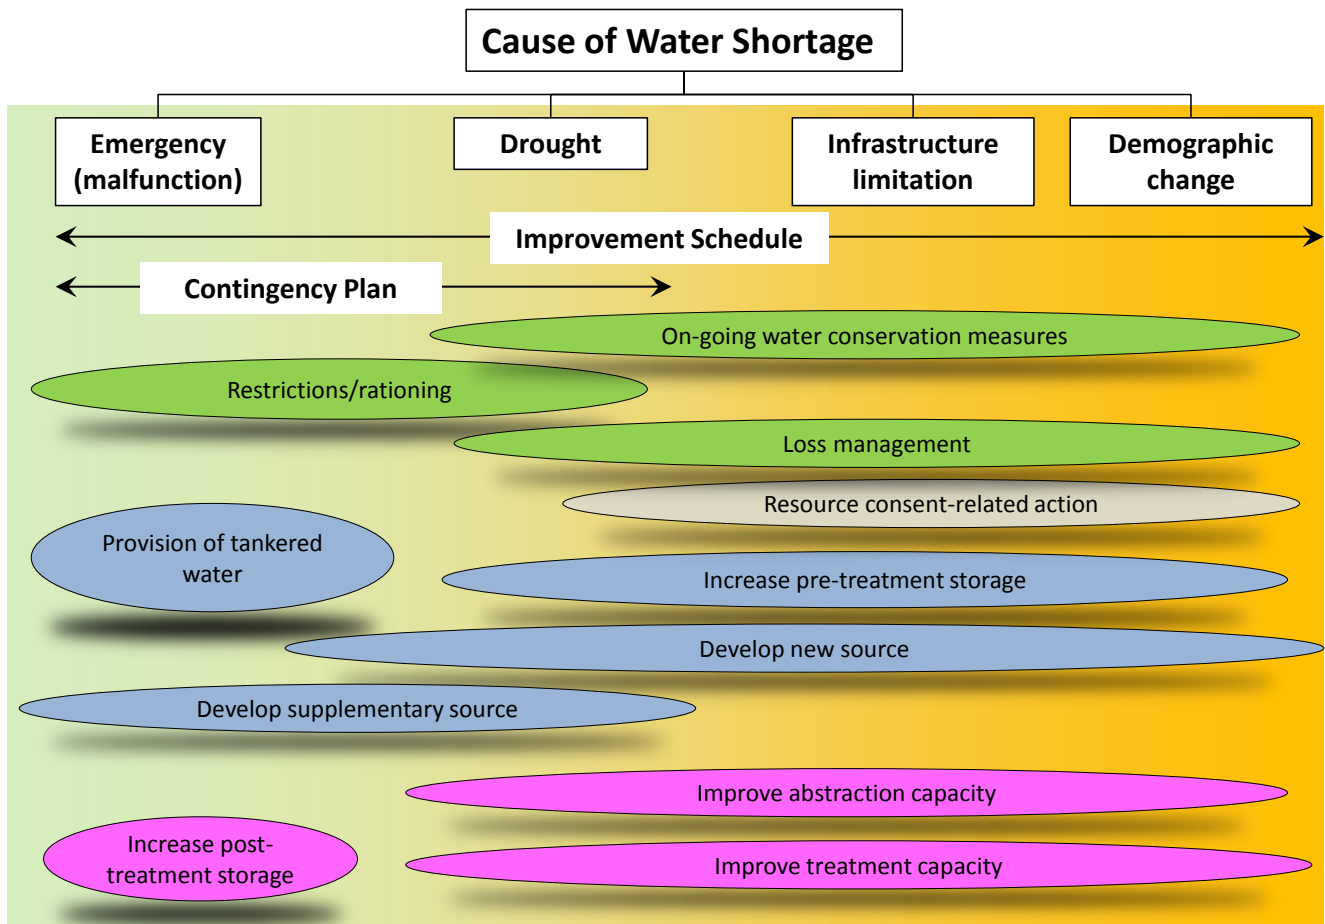 Cause of Water Shortage
Emergency
(malfunction)
Drought
Infrastructure
limitation
Demographic
change
Improvement Schedule
Contingency Plan
On-going water conservation measures
Restrictions/rationing
Loss management
Resource consent-related action
Provision of tankered
water
Increase pre-treatment storage
Develop new source
Develop supplementary source
Improve abstraction capacity
Increase post-
treatment storage
Improve treatment capacity